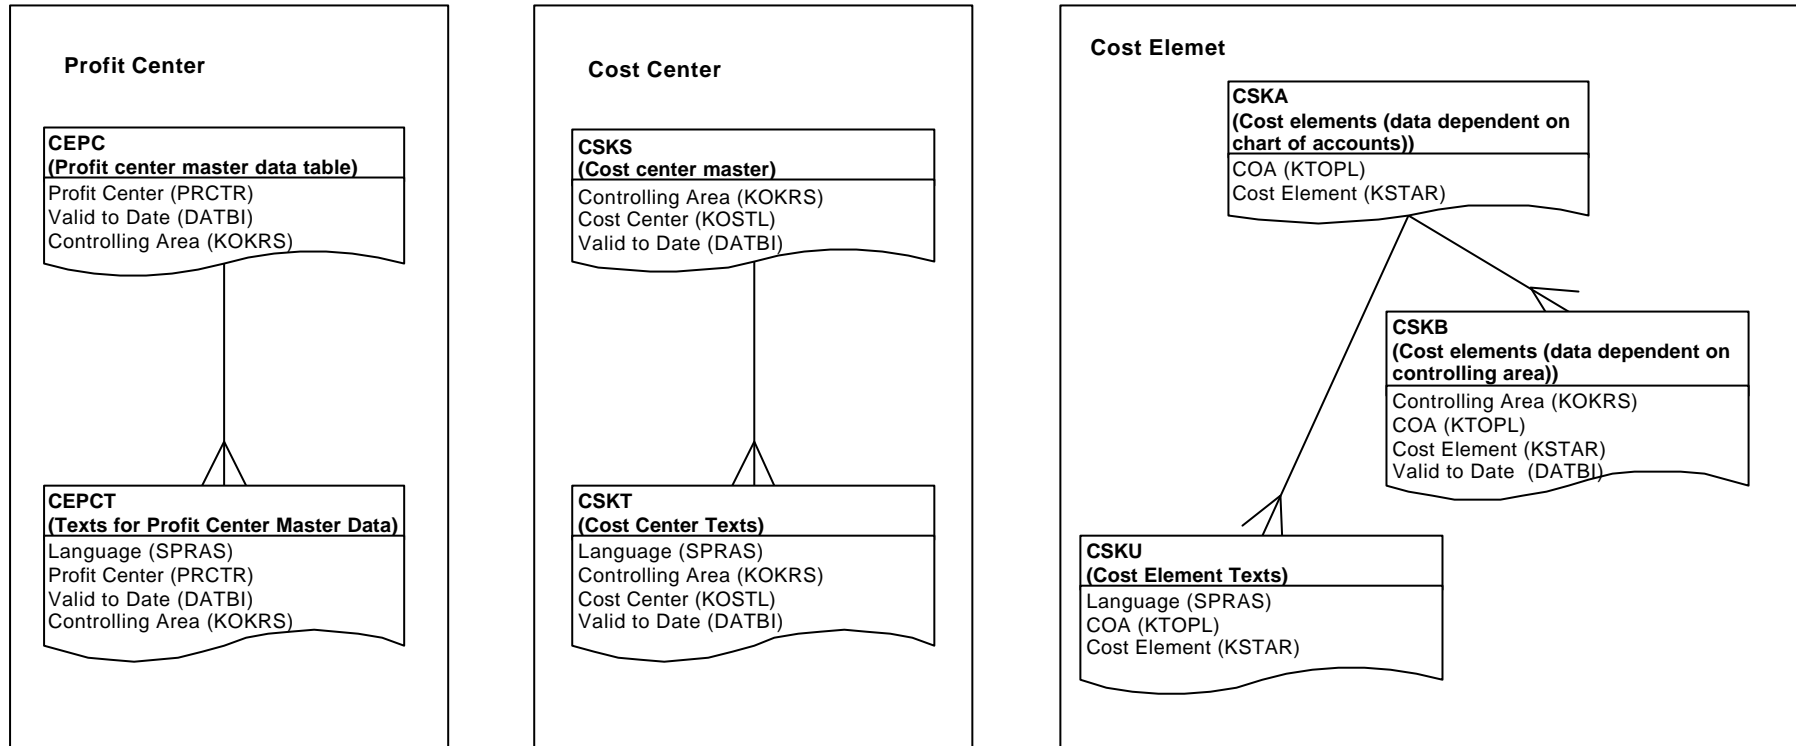 Profit Center
CEPC
(Profit center master data table)
Profit Center (PRCTR)
Valid to Date (DATBI)
Controlling Area (KOKRS)
CEPCT
(Texts for Profit Center Master Data)
Language (SPRAS)
Profit Center (PRCTR)
Valid to Date (DATBI)
Controlling Area (KOKRS)
Cost Center
CSKS
(Cost center master)
Controlling Area (KOKRS)
Cost Center (KOSTL)
Valid to Date (DATBI)
CSKT
(Cost Center Texts)
Language (SPRAS)
Controlling Area (KOKRS)
Cost Center (KOSTL)
Valid to Date (DATBI)
Cost Elemet
CSKA
(Cost elements (data dependent on
chart of accounts))
COA (KTOPL)
Cost Element (KSTAR)
CSKB
(Cost elements (data dependent on
controlling area))
Controlling Area (KOKRS)
COA (KTOPL)
Cost Element (KSTAR)
Valid to Date  (DATBI)
CSKU
(Cost Element Texts)
Language (SPRAS)
COA (KTOPL)
Cost Element (KSTAR)